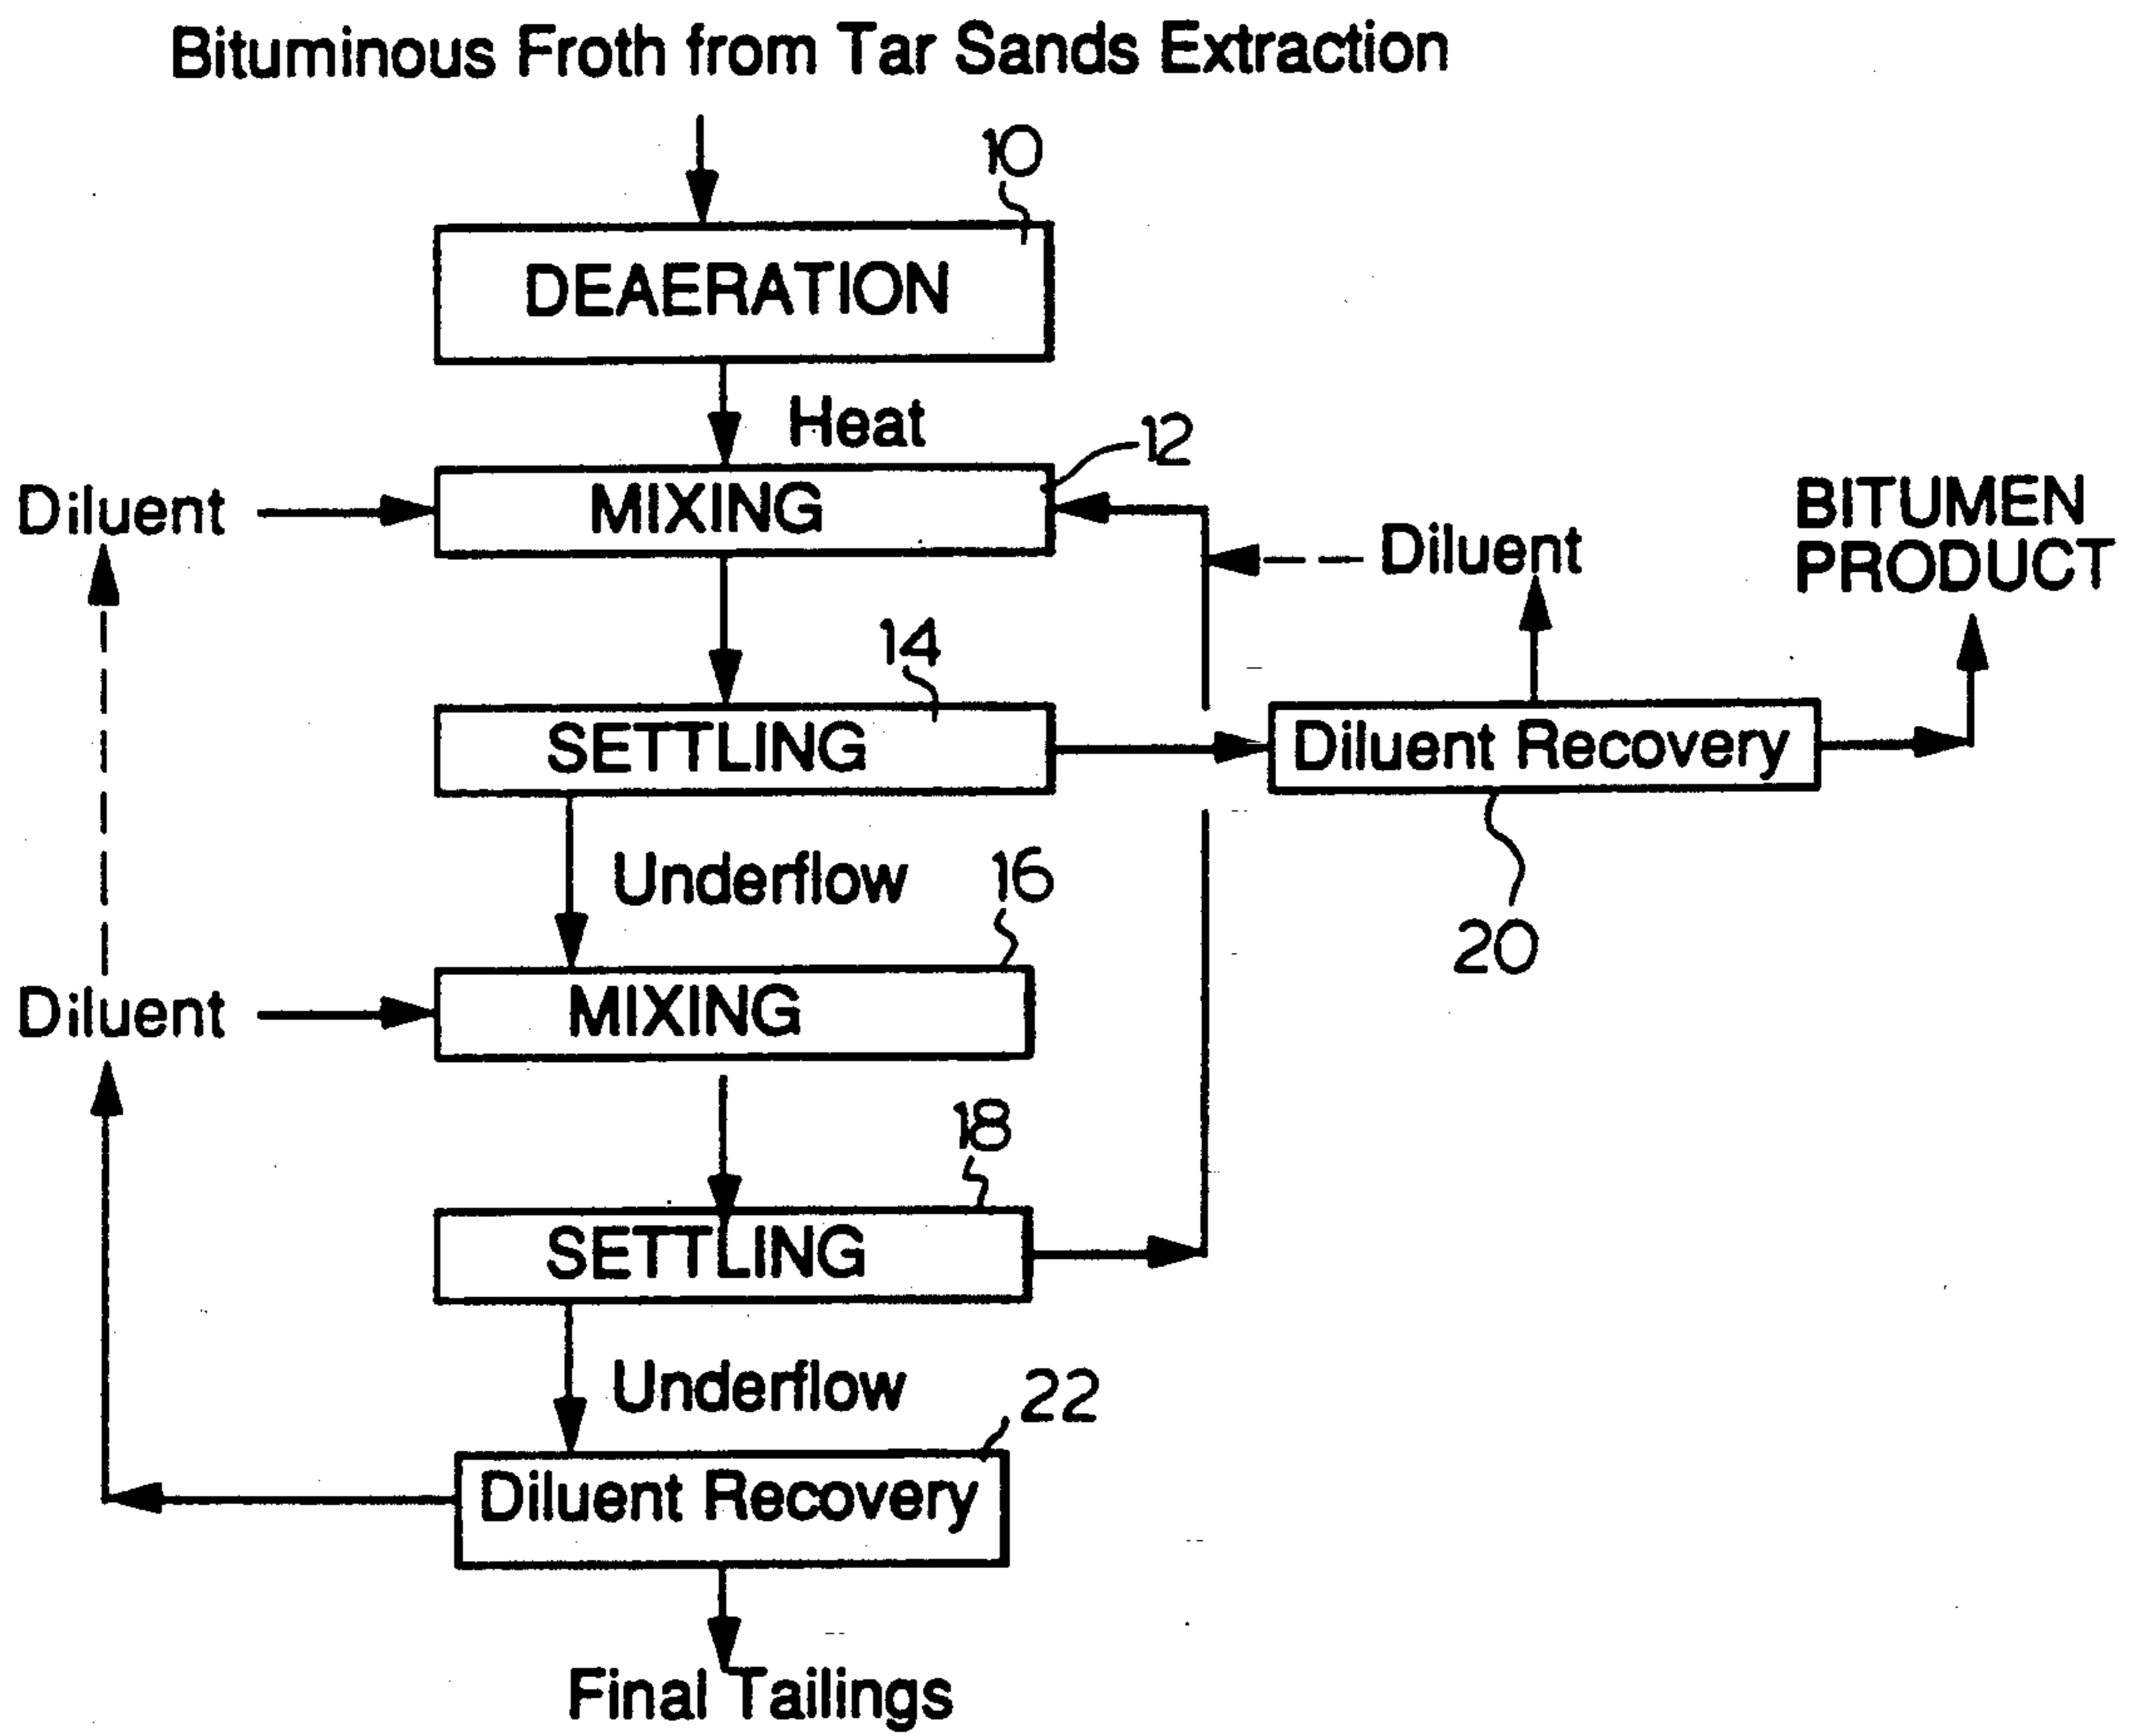 Bituminous Froth from Tar Sands Extraction
10
DEAERATION
Heat
12
Diluent
MIXING
Diluent
BITUMEN
PRODUCT
14
SETTLING
Diluent Recovery
Underflow
16
20
Diluent
MIXING
18
SETTLING
Underflow
22
Diluent Recovery
Final Tailings